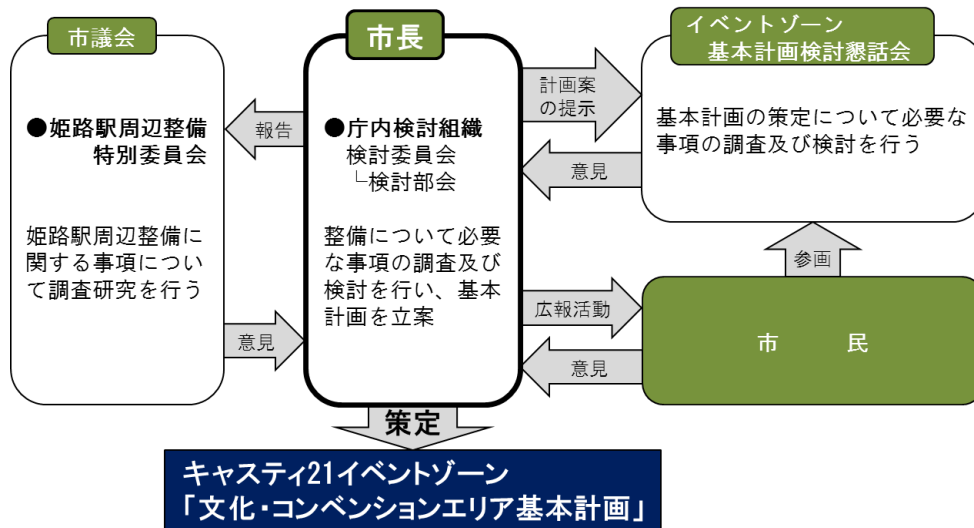 市議会
●姫路駅周辺整備
特別委員会
姫路駅周辺整備に
関する事項につい
て調査研究を行う
報告
意見
市長
●庁内検討組織
検討委員会
└検討部会
整備について必要
な事項の調査及び
検討を行い、基本
計画を立案
計画案
の提示
意見
広報活動
意見
イベントゾーン
基本計画検討懇話会
基本計画の策定について必要な
事項の調査及び検討を行う
参画
市　　民
策定
キャスティ21イベントゾーン
「文化・コンベンションエリア基本計画」